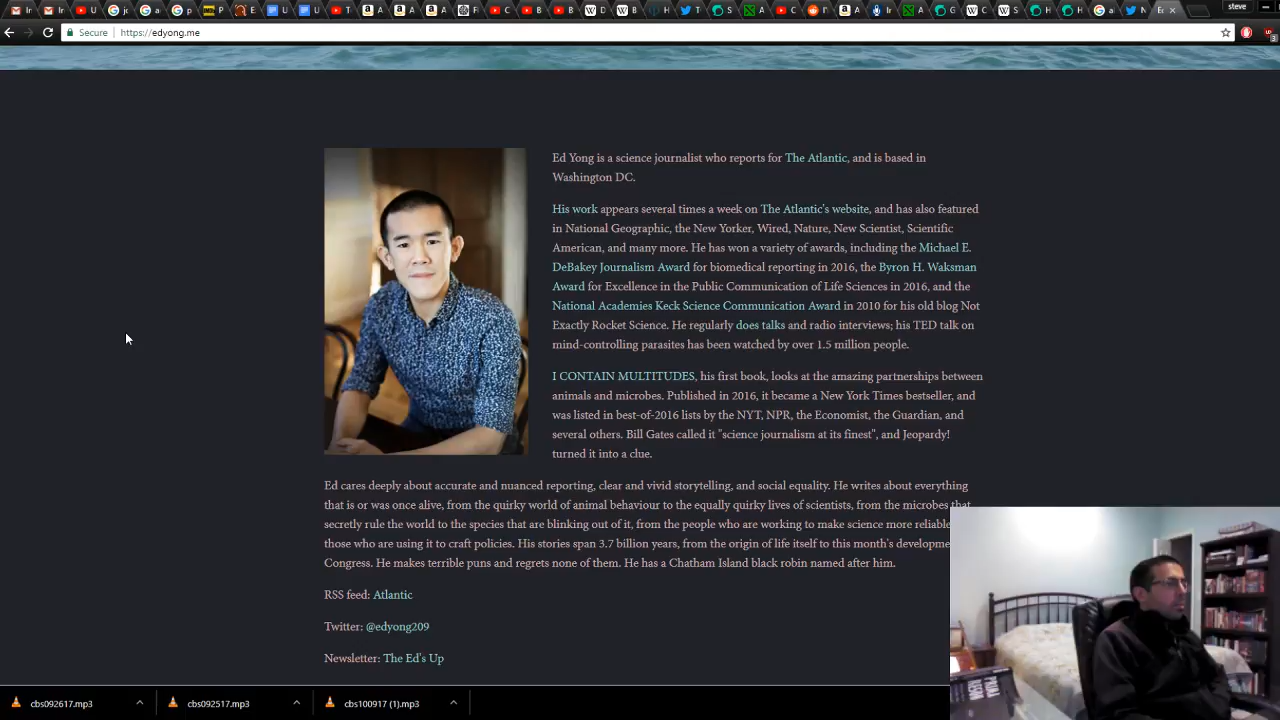 steve
Secure https://edyong.me
Ed Yong is a science journalist who reports for The Atlantic, and is based in
Washington DC.
His work appears several times a week on The Atlantic's website, and has also featured
in National Geographic, the New Yorker, Wired, Nature, New Scientist, Scientific
American, and many more. He has won a variety of awards, including the Michael E.
DeBakey Journalism Award for biomedical reporting in 2016, the Byron H. Waksman
Award for Excellence in the Public Communication of Life Sciences in 2016, and the
National Academies Keck Science Communication Award in 2010 for his old blog Not
Exactly Rocket Science. He regularly does talks and radio interviews; his TED talk on
mind-controlling parasites has been watched by over 1.5 million people.
I CONTAIN MULTITUDES, his first book, looks at the amazing partnerships between
animals and microbes. Published in 2016, it became a New York Times bestseller, and
was listed in best-of-2016 lists by the NYT, NPR, the Economist, the Guardian, and
several others. Bill Gates called it "science journalism at its finest", and Jeopardy!
turned it into a clue.
Ed cares deeply about accurate and nuanced reporting, clear and vivid storytelling, and social equality. He writes about everything
that is or was once alive, from the quirky world of animal behaviour to the equally quirky lives of scientists, from the microbes that
secretly rule the world to the species that are blinking out of it, from the people who are working to make science more reliable
those who are using it to craft policies. His stories span 3.7 billion years, from the origin of life itself to this month's developme
Congress. He makes terrible puns and regrets none of them. He has a Chatham Island black robin named after him.
RSS feed: Atlantic
Twitter: @edyong209
Newsletter: The Ed's Up
cbs092617.mp3 cbs092517.mp3 cbs100917 (1).mp3